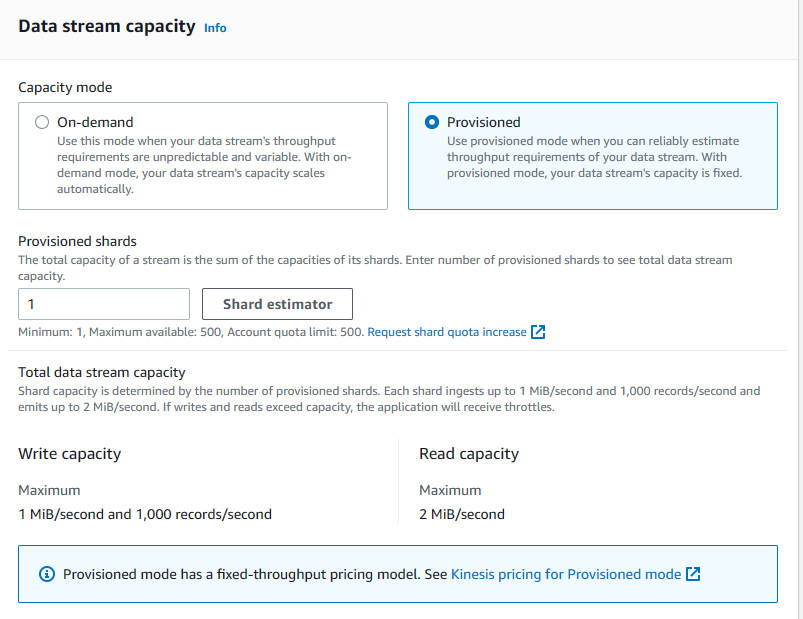 Data stream capacity Info
Capacity mode
On-demand
Use this mode when your data stream's throughput
requirements are unpredictable and variable. With on-
demand mode, your data stream's capacity scales
automatically.
Provisioned
Use provisioned mode when you can reliably estimate
throughput requirements of your data stream. With
provisioned mode, your data stream's capacity is fixed.
Provisioned shards
The total capacity of a stream is the sum of the capacities of its shards. Enter number of provisioned shards to see total data stream
capacity.
1
Shard estimator
Minimum: 1, Maximum available: 500, Account quota limit: 500. Request shard quota increase
Total data stream capacity
Shard capacity is determined by the number of provisioned shards. Each shard ingests up to 1 MiB/second and 1,000 records/second and
emits up to 2 MiB/second. If writes and reads exceed capacity, the application will receive throttles.
Write capacity
Maximum
1 MiB/second and 1,000 records/second
Read capacity
Maximum
2 MiB/second
Provisioned mode has a fixed-throughput pricing model. See Kinesis pricing for Provisioned mode